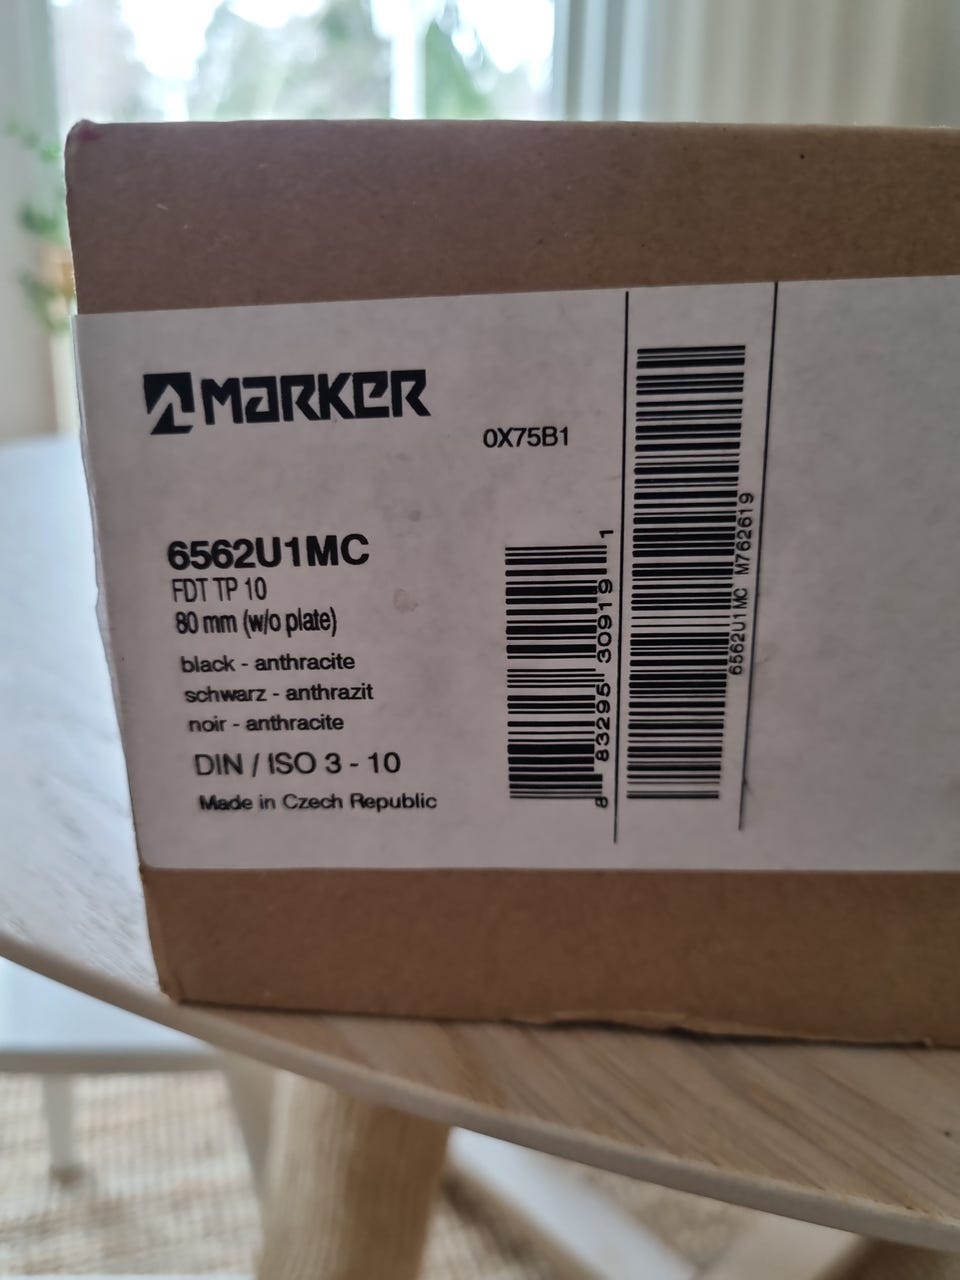 MARKER
0X75B1
6562U1MC
FDT TP 10
80 mm (w/o plate)
black - anthracite
schwarz - anthrazit
noir - anthracite
DIN / ISO 3 - 10
Made in Czech Republic
8 83295 30919 1
6562U1MC M762619